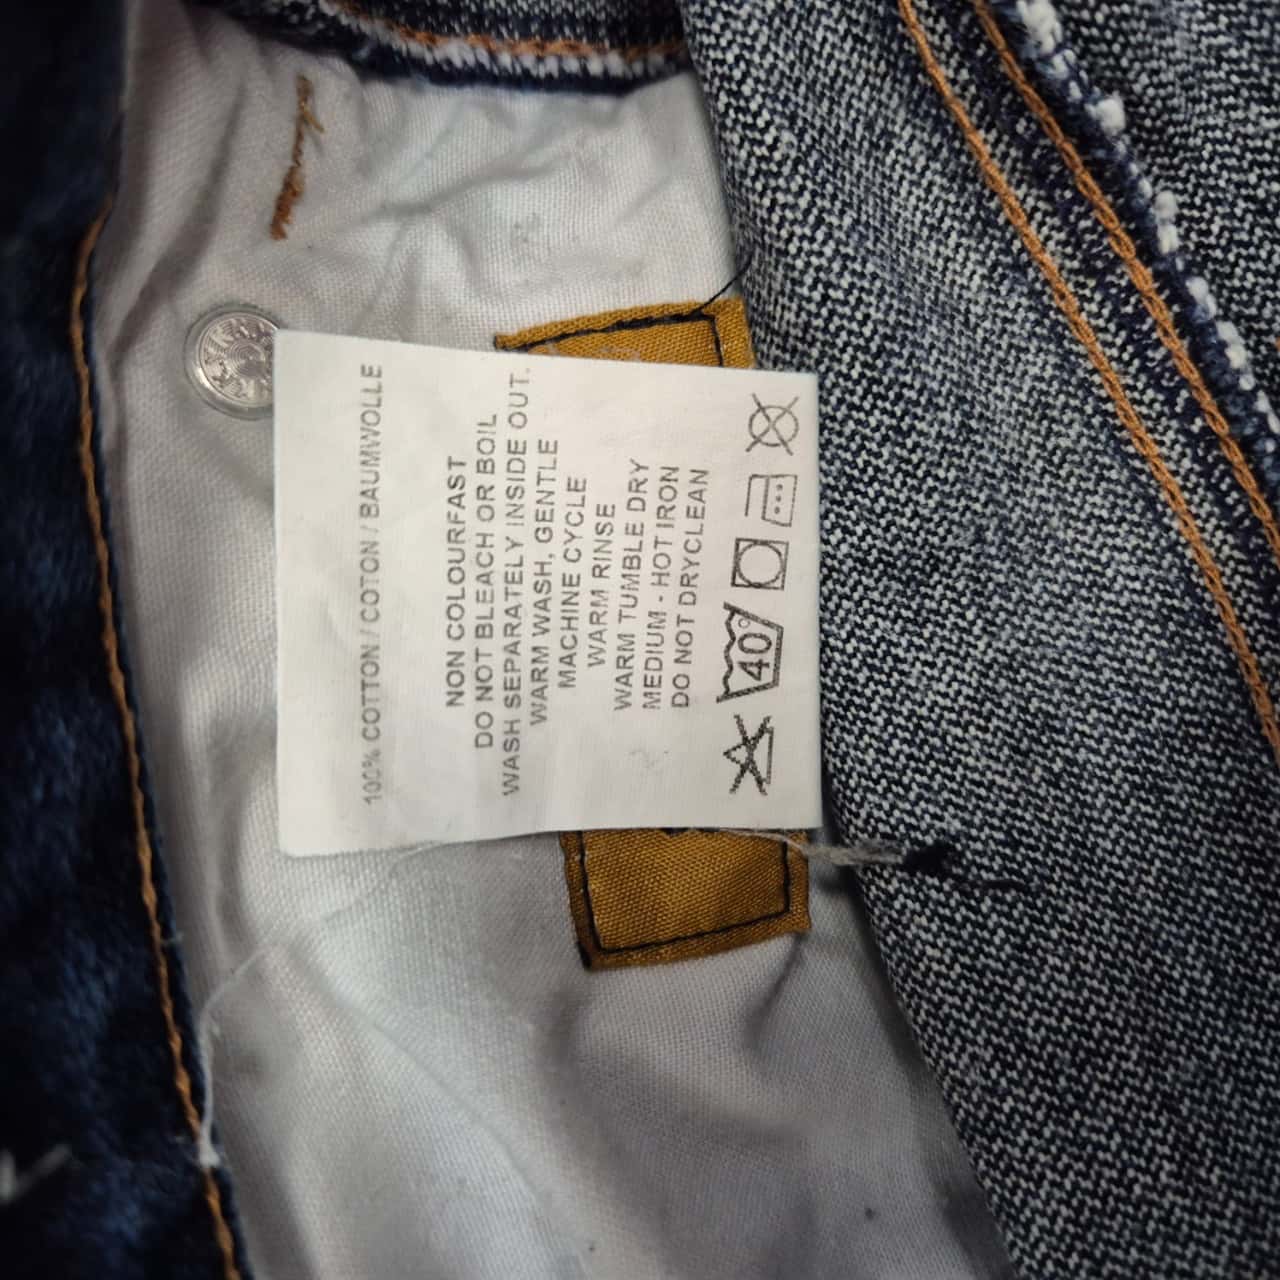 100% COTTON / COTON / BAUMWOLLE
NON COLOURFAST
DO NOT BLEACH OR BOIL
WASH SEPARATELY INSIDE OUT.
WARM WASH, GENTLE
MACHINE CYCLE
WARM RINSE
WARM TUMBLE DRY
MEDIUM - HOT IRON
DO NOT DRYCLEAN
40°